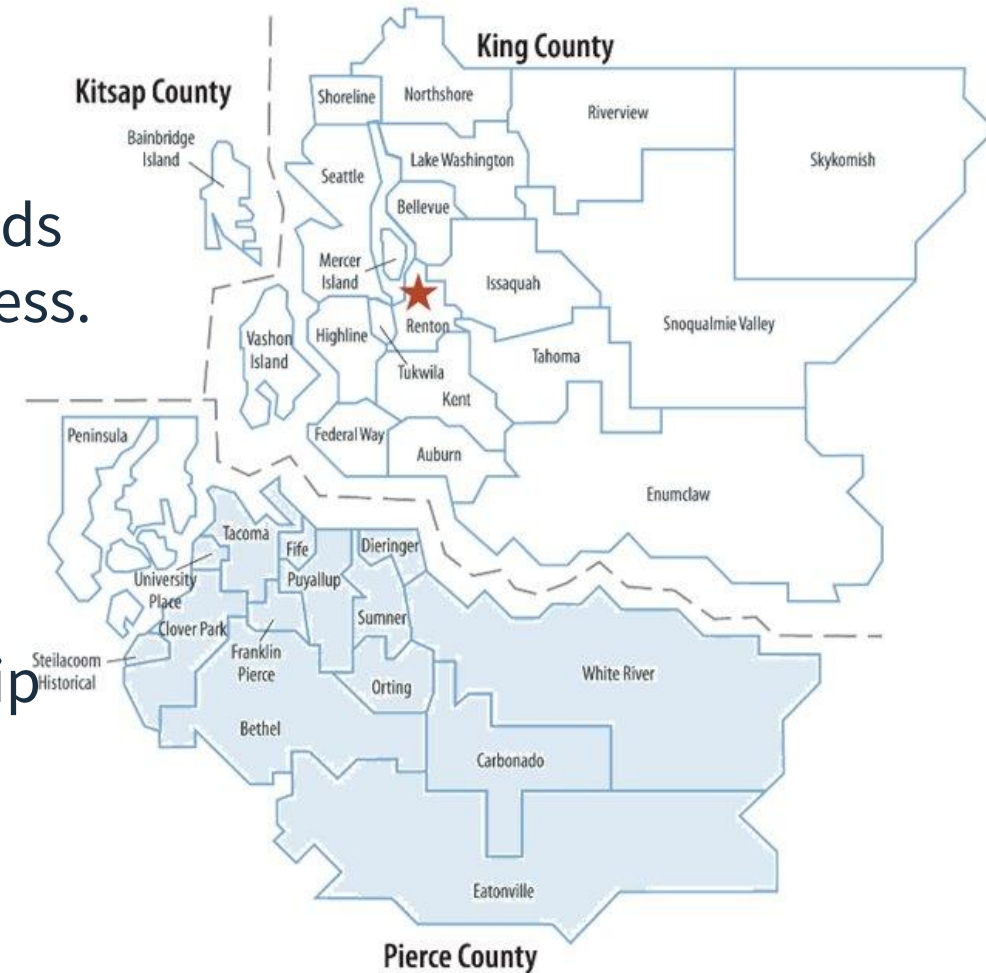 King County
Kitsap County
Shoreline
Northshore
Riverview
Skykomish
Bainbridge
Island
Lake Washington
Seattle
Bellevue
ds
ess.
Mercer
Island
Issaquah
Renton
Snoqualmie Valley
Vashon
Island
Highline
Tahoma
Tukwila
Kent
Peninsula
Federal Way
Auburn
Enumclaw
Tacoma
Fife
Dieringer
University
Place
Puyallup
Sumner
Clover Park
Franklin
Pierce
Steilacoom
Historical
ip
Orting
White River
Bethel
Carbonado
Eatonville
Pierce County